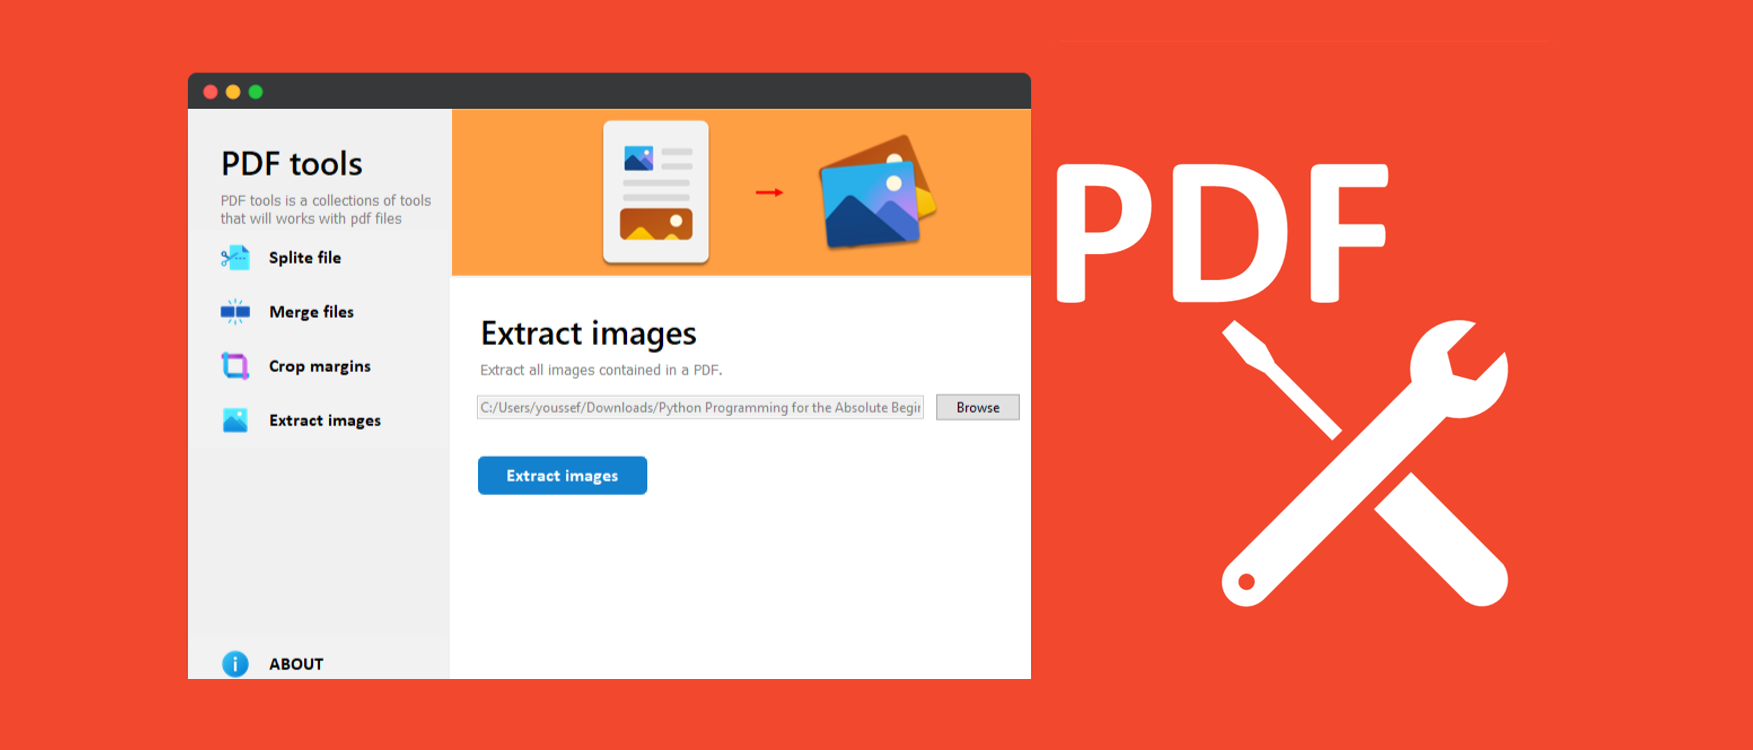 PDF tools
PDF tools is a collections of tools
that will works with pdf files
Splite file
Merge files
Crop margins
Extract images
ABOUT
Extract images
Extract all images contained in a PDF.
C:/Users/youssef/Downloads/Python Programming for the Absolute Begir
Browse
Extract images
PDF